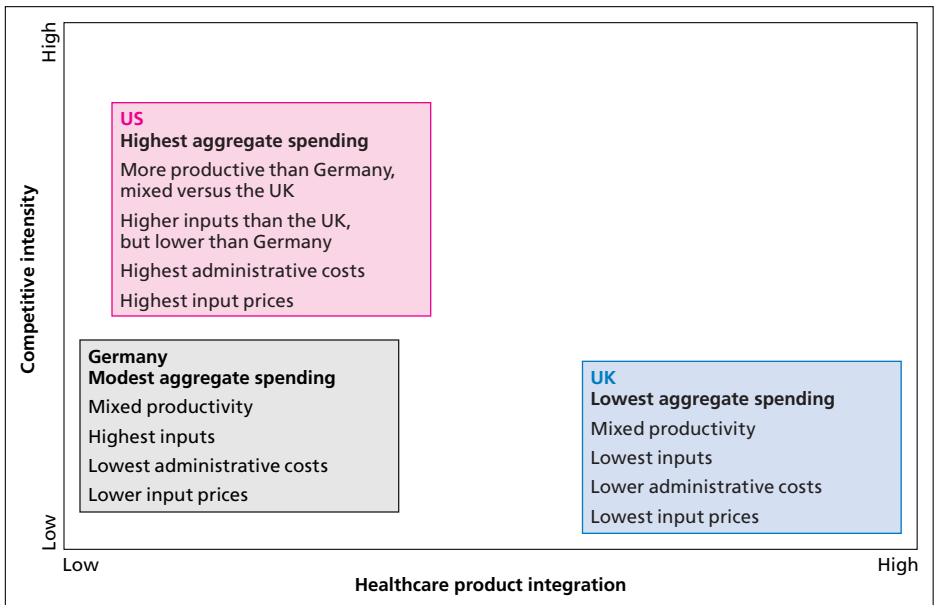 High
Competitive intensity
Low
US
Highest aggregate spending
More productive than Germany,
mixed versus the UK
Higher inputs than the UK,
but lower than Germany
Highest administrative costs
Highest input prices
Germany
Modest aggregate spending
Mixed productivity
Highest inputs
Lowest administrative costs
Lower input prices
UK
Lowest aggregate spending
Mixed productivity
Lowest inputs
Lower administrative costs
Lowest input prices
Low
High
Healthcare product integration